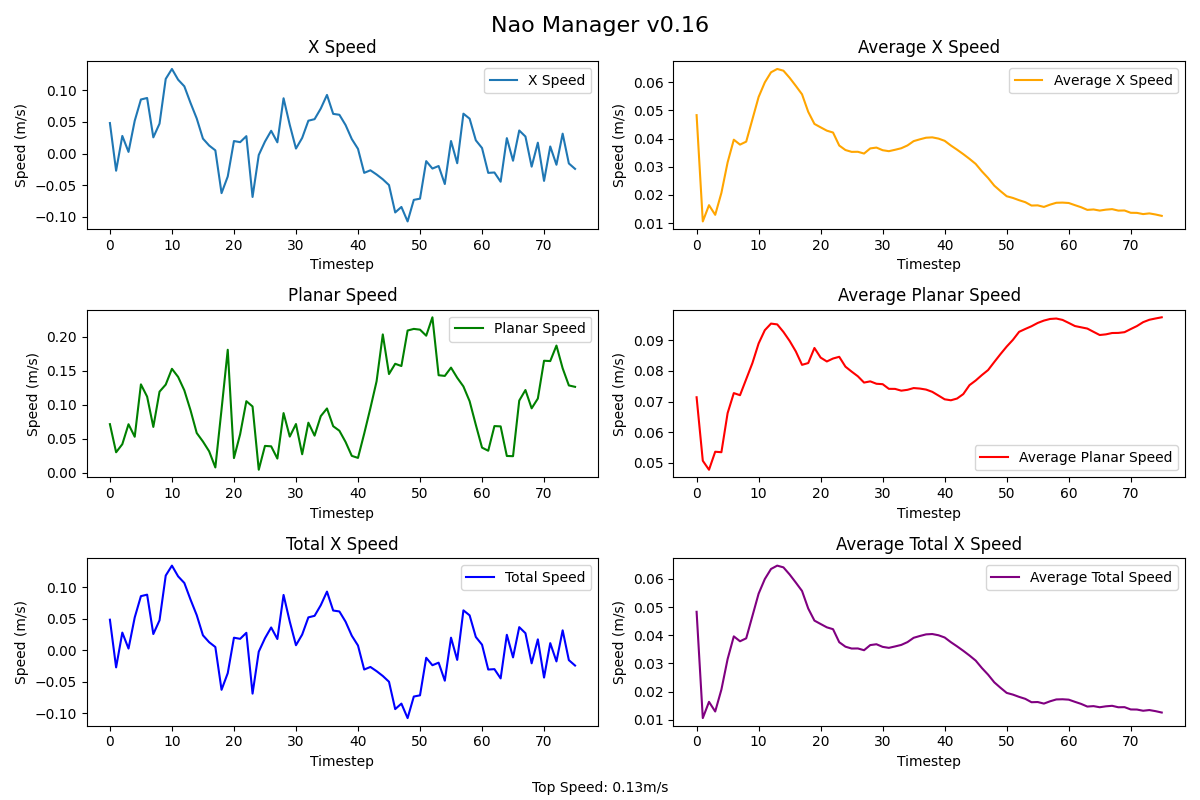 Nao Manager v0.16
X Speed
Speed (m/s)
0.10
0.05
0.00
−0.05
−0.10
X Speed
0 10 20 30 40 50 60 70
Timestep
Average X Speed
Speed (m/s)
0.06
0.05
0.04
0.03
0.02
0.01
Average X Speed
0 10 20 30 40 50 60 70
Timestep
Planar Speed
Speed (m/s)
0.20
0.15
0.10
0.05
0.00
Planar Speed
0 10 20 30 40 50 60 70
Timestep
Average Planar Speed
Speed (m/s)
0.09
0.08
0.07
0.06
0.05
Average Planar Speed
0 10 20 30 40 50 60 70
Timestep
Total X Speed
Speed (m/s)
0.10
0.05
0.00
−0.05
−0.10
Total Speed
0 10 20 30 40 50 60 70
Timestep
Average Total X Speed
Speed (m/s)
0.06
0.05
0.04
0.03
0.02
0.01
Average Total Speed
0 10 20 30 40 50 60 70
Timestep
Top Speed: 0.13m/s